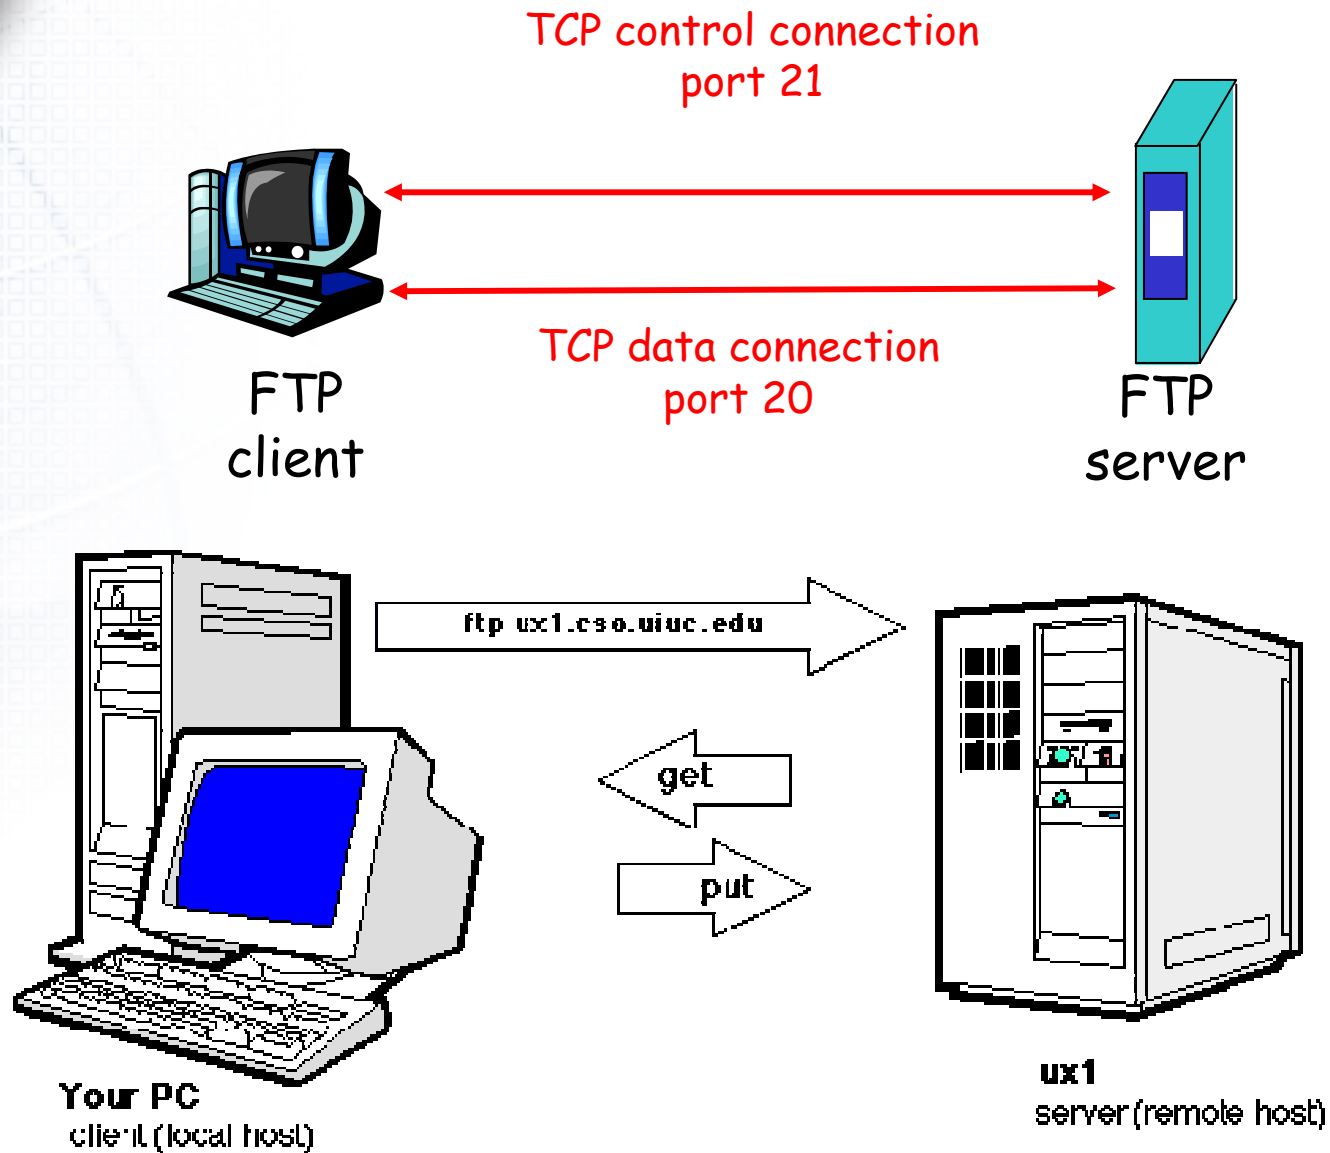 TCP control connection
port 21
TCP data connection
port 20
FTP
client
FTP
server
ftp ux1.cso.uiuc.edu
get
put
Your PC
client (local host)
ux1
server (remote host)